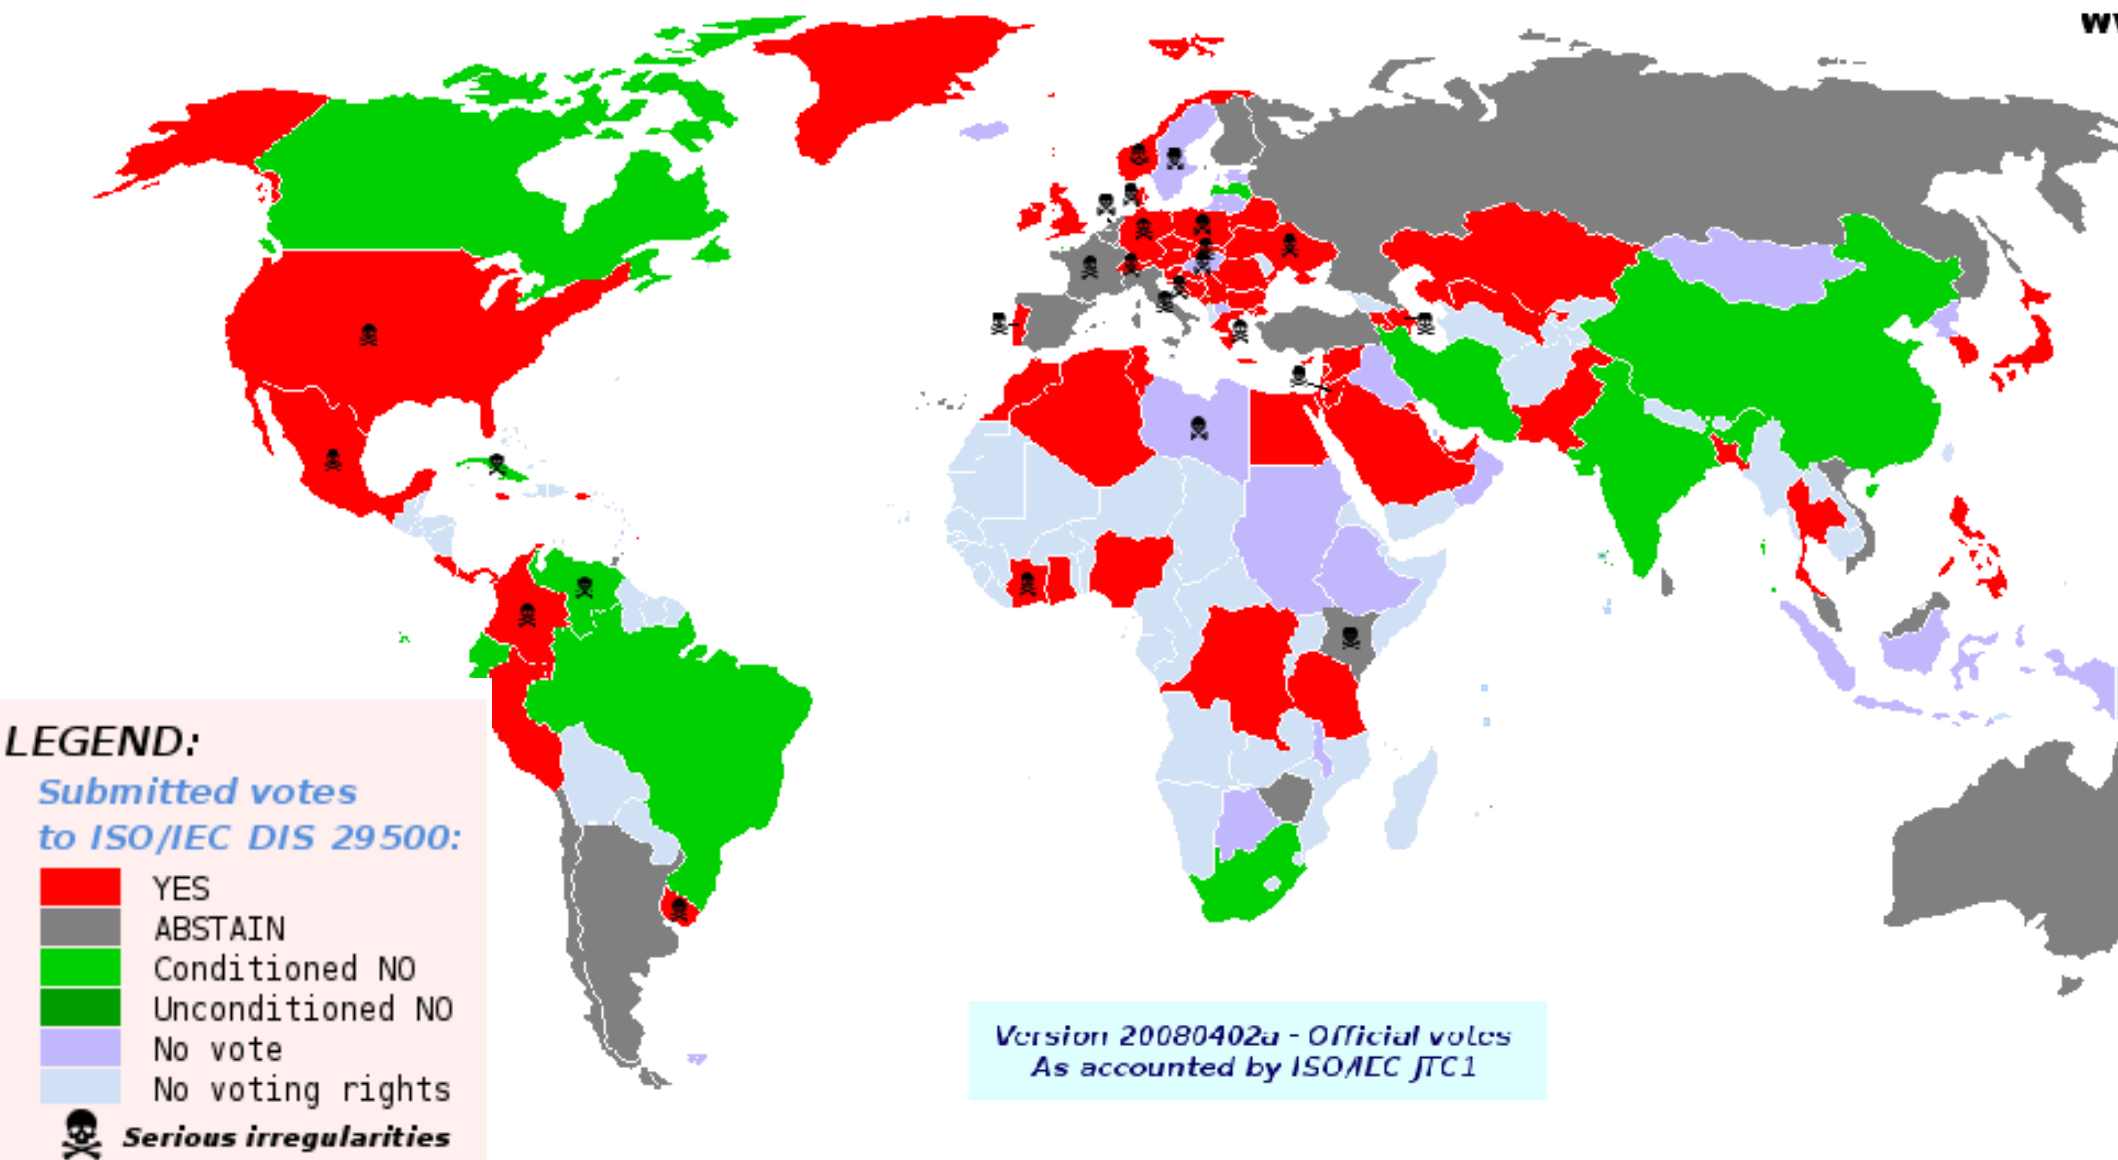 LEGEND:
Submitted votes
to ISO/IEC DIS 29500:
YES
ABSTAIN
Conditioned NO
Unconditioned NO
No vote
No voting rights
Serious irregularities
Version 20080402a - Official votes
As accounted by ISO/IEC JTC1